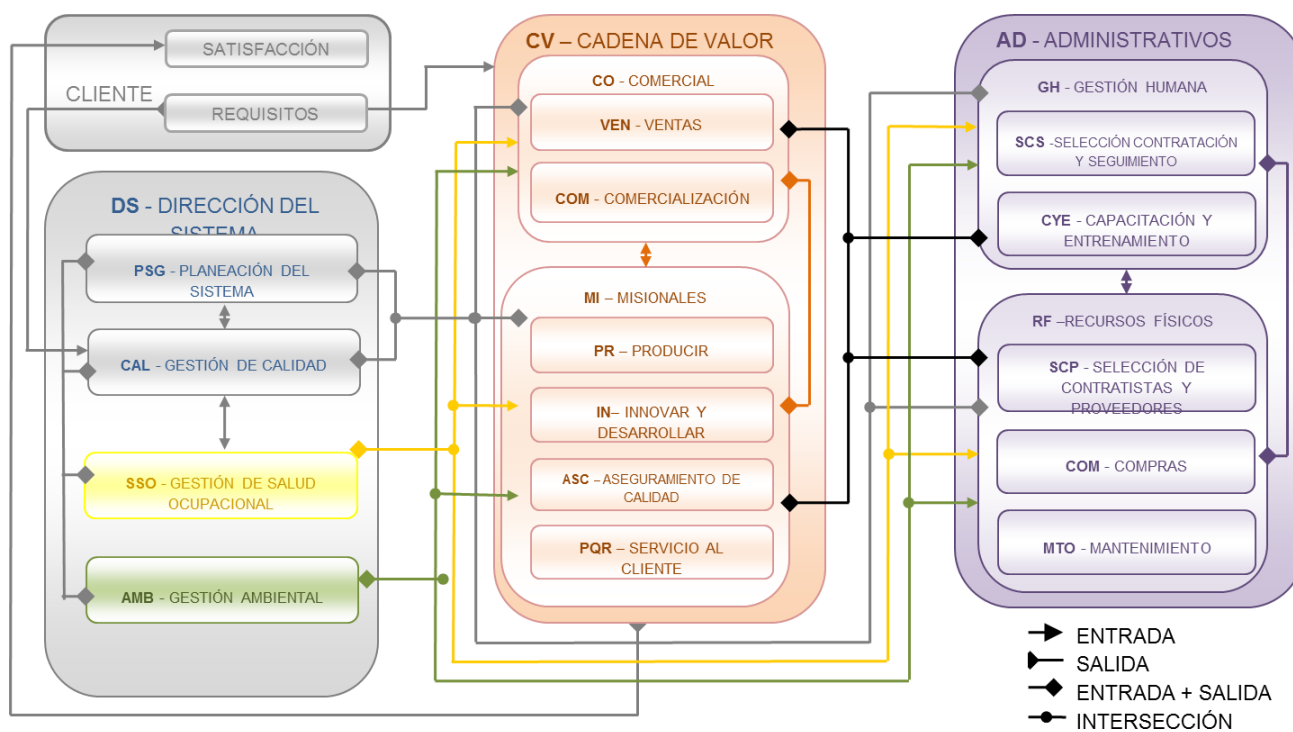 SATISFACCIÓN
CLIENTE
REQUISITOS
DS - DIRECCIÓN DEL
SISTEMA
PSG - PLANEACIÓN DEL
SISTEMA
CAL - GESTIÓN DE CALIDAD
SSO - GESTIÓN DE SALUD
OCUPACIONAL
AMB - GESTIÓN AMBIENTAL
CV – CADENA DE VALOR
CO - COMERCIAL
VEN - VENTAS
COM - COMERCIALIZACIÓN
MI – MISIONALES
PR – PRODUCIR
IN– INNOVAR Y
DESARROLLAR
ASC – ASEGURAMIENTO DE
CALIDAD
PQR – SERVICIO AL
CLIENTE
AD - ADMINISTRATIVOS
GH - GESTIÓN HUMANA
SCS -SELECCIÓN CONTRATACIÓN
Y SEGUIMIENTO
CYE - CAPACITACIÓN Y
ENTRENAMIENTO
RF –RECURSOS FÍSICOS
SCP - SELECCIÓN DE
CONTRATISTAS Y
PROVEEDORES
COM - COMPRAS
MTO - MANTENIMIENTO
ENTRADA
SALIDA
ENTRADA + SALIDA
INTERSECCIÓN